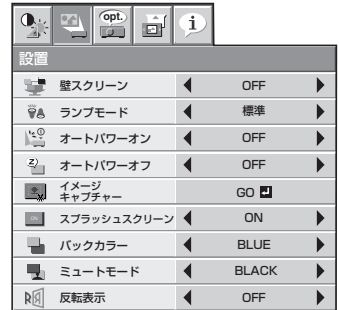 opt.
i
設置
壁スクリーン OFF
ランプモード 標準
オートパワーオン OFF
オートパワーオフ OFF
イメージ
キャプチャー GO
スプラッシュスクリーン ON
バックカラー BLUE
ミュートモード BLACK
反転表示 OFF